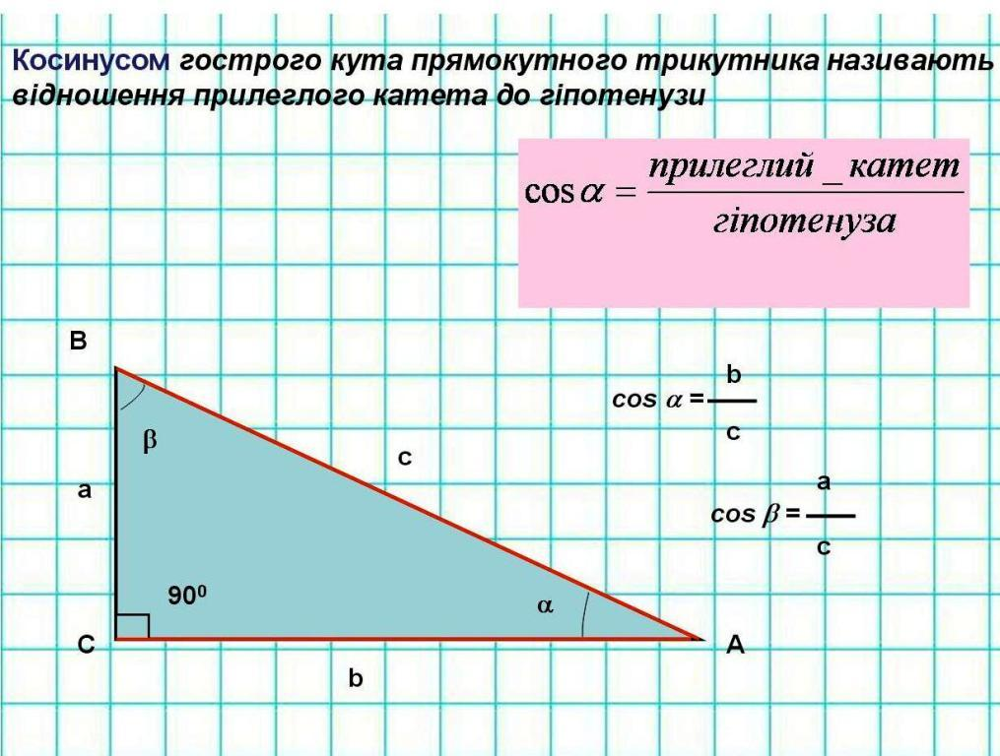 Косинусом гострого кута прямокутного трикутника називають
відношення прилеглого катета до гіпотенузи
cos α = прилеглий _ катет
гіпотенуза
B
b
cos α =
c
β
c
a
a
cos β =
c
90⁰
α
C
A
b